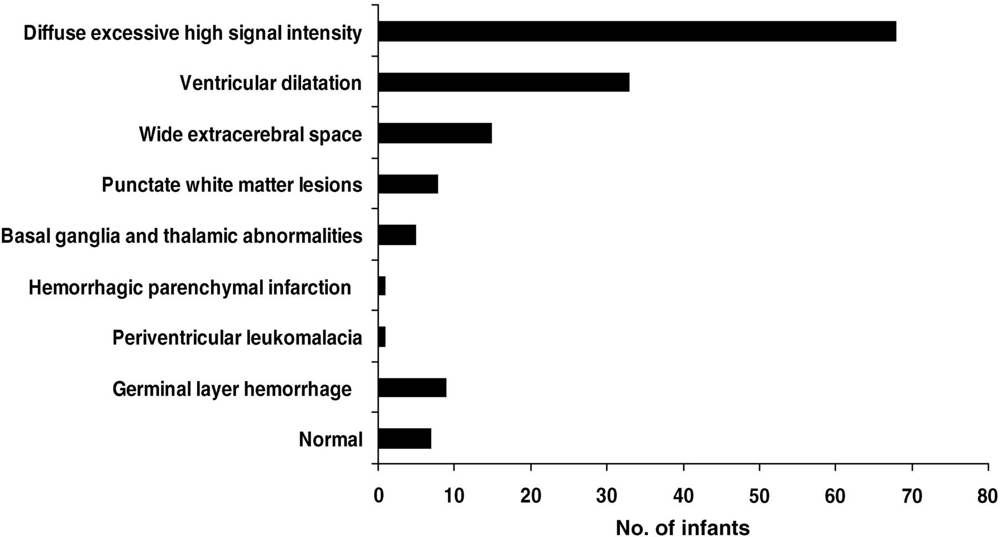 Diffuse excessive high signal intensity
Ventricular dilatation
Wide extracerebral space
Punctate white matter lesions
Basal ganglia and thalamic abnormalities
Hemorrhagic parenchymal infarction
Periventricular leukomalacia
Germinal layer hemorrhage
Normal
0 10 20 30 40 50 60 70 80
No. of infants